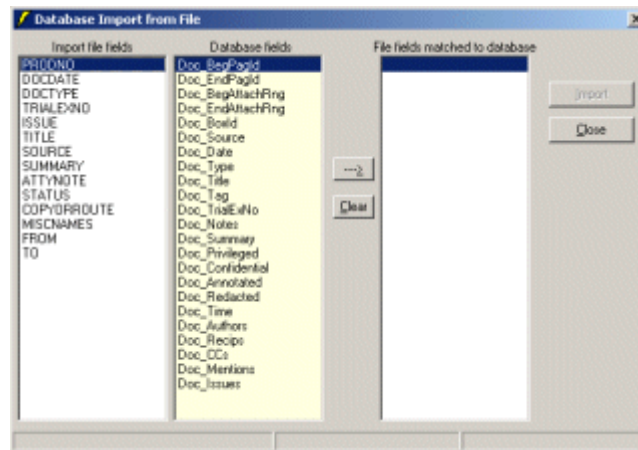 Database Import from File
Import file fields
Database fields
File fields matched to database
PRODNO
DOCDATE
DOCTYPE
TRIALEXNO
ISSUE
TITLE
SOURCE
SUMMARY
ATTYNOTE
STATUS
COPYORROUTE
MISCNAMES
FROM
TO
Doc_BegPagId
Doc_EndPagId
Doc_BegAttachRng
Doc_EndAttachRng
Doc_BoxId
Doc_Source
Doc_Date
Doc_Type
Doc_Title
Doc_Tag
Doc_TrialExNo
Doc_Notes
Doc_Summary
Doc_Privileged
Doc_Confidential
Doc_Annotated
Doc_Redacted
Doc_Time
Doc_Authors
Doc_Recips
Doc_CCs
Doc_Mentions
Doc_Issues
--->
Clear
Import
Close